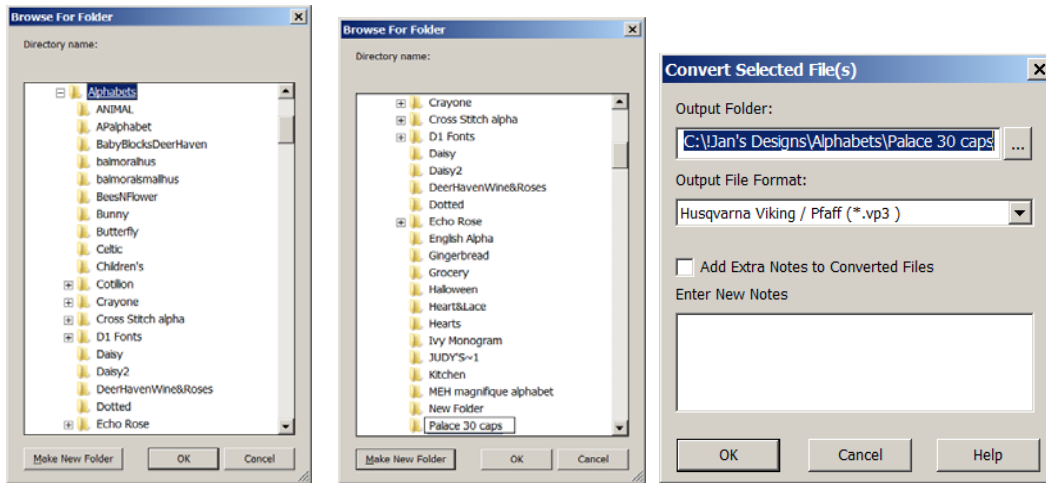 Browse For Folder
Directory name:
Alphabets
ANIMAL
APalphabet
BabyBlocksDeerHaven
balmoralhus
balmoralsmallhus
BeesNFlower
Bunny
Butterfly
Celtic
Children's
Cotillon
Crayone
Cross Stitch alpha
D1 Fonts
Daisy
Daisy2
DeerHavenWine&Roses
Dotted
Echo Rose
Make New Folder
OK
Cancel
Browse For Folder
Directory name:
Crayone
Cross Stitch alpha
D1 Fonts
Daisy
Daisy2
DeerHavenWine&Roses
Dotted
Echo Rose
English Alpha
Gingerbread
Grocery
Halloween
Heart&Lace
Hearts
Ivy Monogram
JUDY'S~1
Kitchen
MEH magnifique alphabet
New Folder
Palace 30 caps
Make New Folder
OK
Cancel
Convert Selected File(s)
Output Folder:
C:\!Jan's Designs\Alphabets\Palace 30 caps
...
Output File Format:
Husqvarna Viking / Pfaff (*.vp3 )
Add Extra Notes to Converted Files
Enter New Notes
OK
Cancel
Help